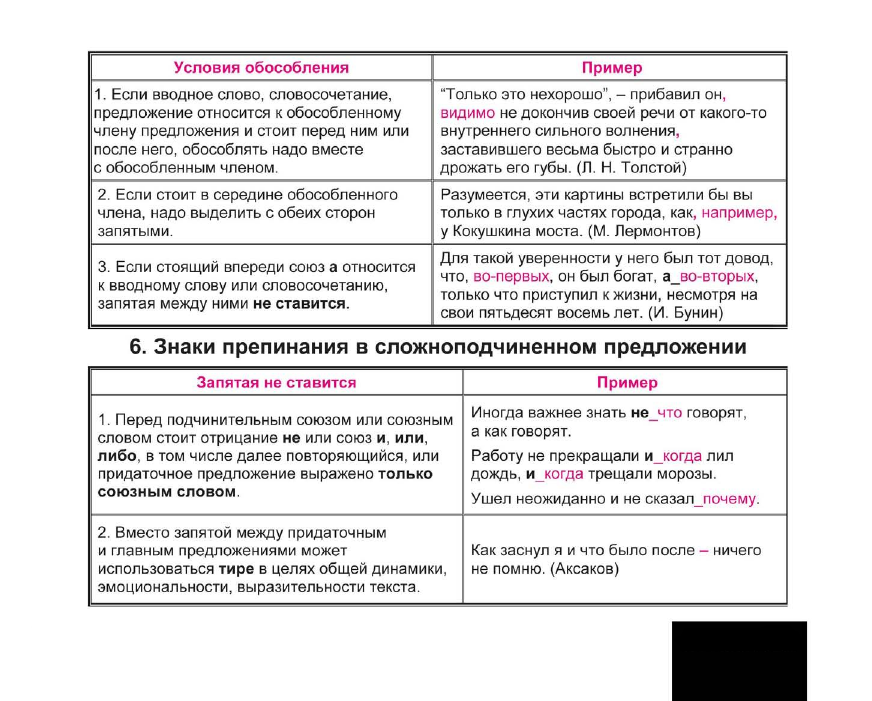 Условия обособления
Пример
1. Если вводное слово, словосочетание,
предложение относится к обособленному
члену предложения и стоит перед ним или
после него, обособлять надо вместе
с обособленным членом.
“Только это нехорошо”, – прибавил он,
видимо не докончив своей речи от какого-то
внутреннего сильного волнения,
заставившего весьма быстро и странно
дрожать его губы. (Л. Н. Толстой)
2. Если стоит в середине обособленного
члена, надо выделить с обеих сторон
запятыми.
Разумеется, эти картины встретили бы вы
только в глухих частях города, как, например,
у Кокушкина моста. (М. Лермонтов)
3. Если стоящий впереди союз а относится
к вводному слову или словосочетанию,
запятая между ними не ставится.
Для такой уверенности у него был тот довод,
что, во-первых, он был богат, а_во-вторых,
только что приступил к жизни, несмотря на
свои пятьдесят восемь лет. (И. Бунин)
6. Знаки препинания в сложноподчиненном предложении
Запятая не ставится
Пример
1. Перед подчинительным союзом или союзным
словом стоит отрицание не или союз и, или,
либо, в том числе далее повторяющийся, или
придаточное предложение выражено только
союзным словом.
Иногда важнее знать не_что говорят,
а как говорят.
Работу не прекращали и_когда лил
дождь, и_когда трещали морозы.
Ушел неожиданно и не сказал_почему.
2. Вместо запятой между придаточным
и главным предложениями может
использоваться тире в целях общей динамики,
эмоциональности, выразительности текста.
Как заснул я и что было после – ничего
не помню. (Аксаков)